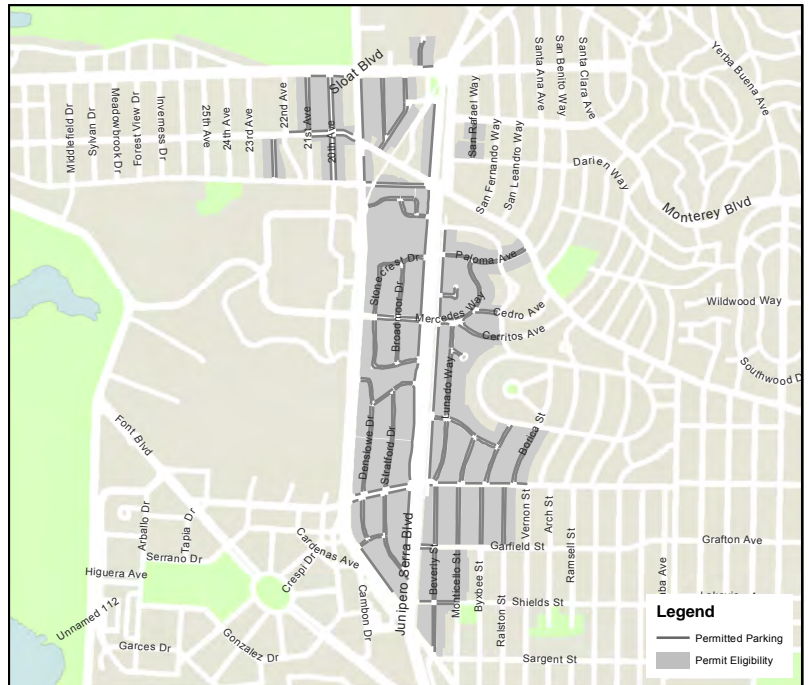 Sloat Blvd
Middlefield Dr
Sylvan Dr
Meadowbrook Dr
Forest View Dr
Inverness Dr
25th Ave
24th Ave
23rd Ave
22nd Ave
21st Ave
20th Ave
San Rafael Way
San Fernando Way
San Leando Way
Santa Ana Ave
San Benito Way
Santa Clara Ave
Yerba Buena Ave
Darien Way
Monterey Blvd
Stonecrest Dr
Paloma Ave
Broadmoor Dr
Mercedes Way
Cedro Ave
Cerritos Ave
Wildwood Way
Southwood D
Lunado Way
Font Blvd
Denslowe Dr
Stratford Dr
Borica St
Vernon St
Arch St
Ramsell St
Arballo Dr
Tapia Dr
Serrano Dr
Higuera Ave
Cardenas Ave
Crespi Dr
Cambon Dr
Junipero Serra Blvd
Beverly St
Monticello St
Byxbee St
Ralston St
Garfield St
Grafton Ave
Shields St
Sargent St
Unnamed 112
Garces Dr
Gonzalez Dr
ba Ave
Legend
Permitted Parking
Permit Eligibility